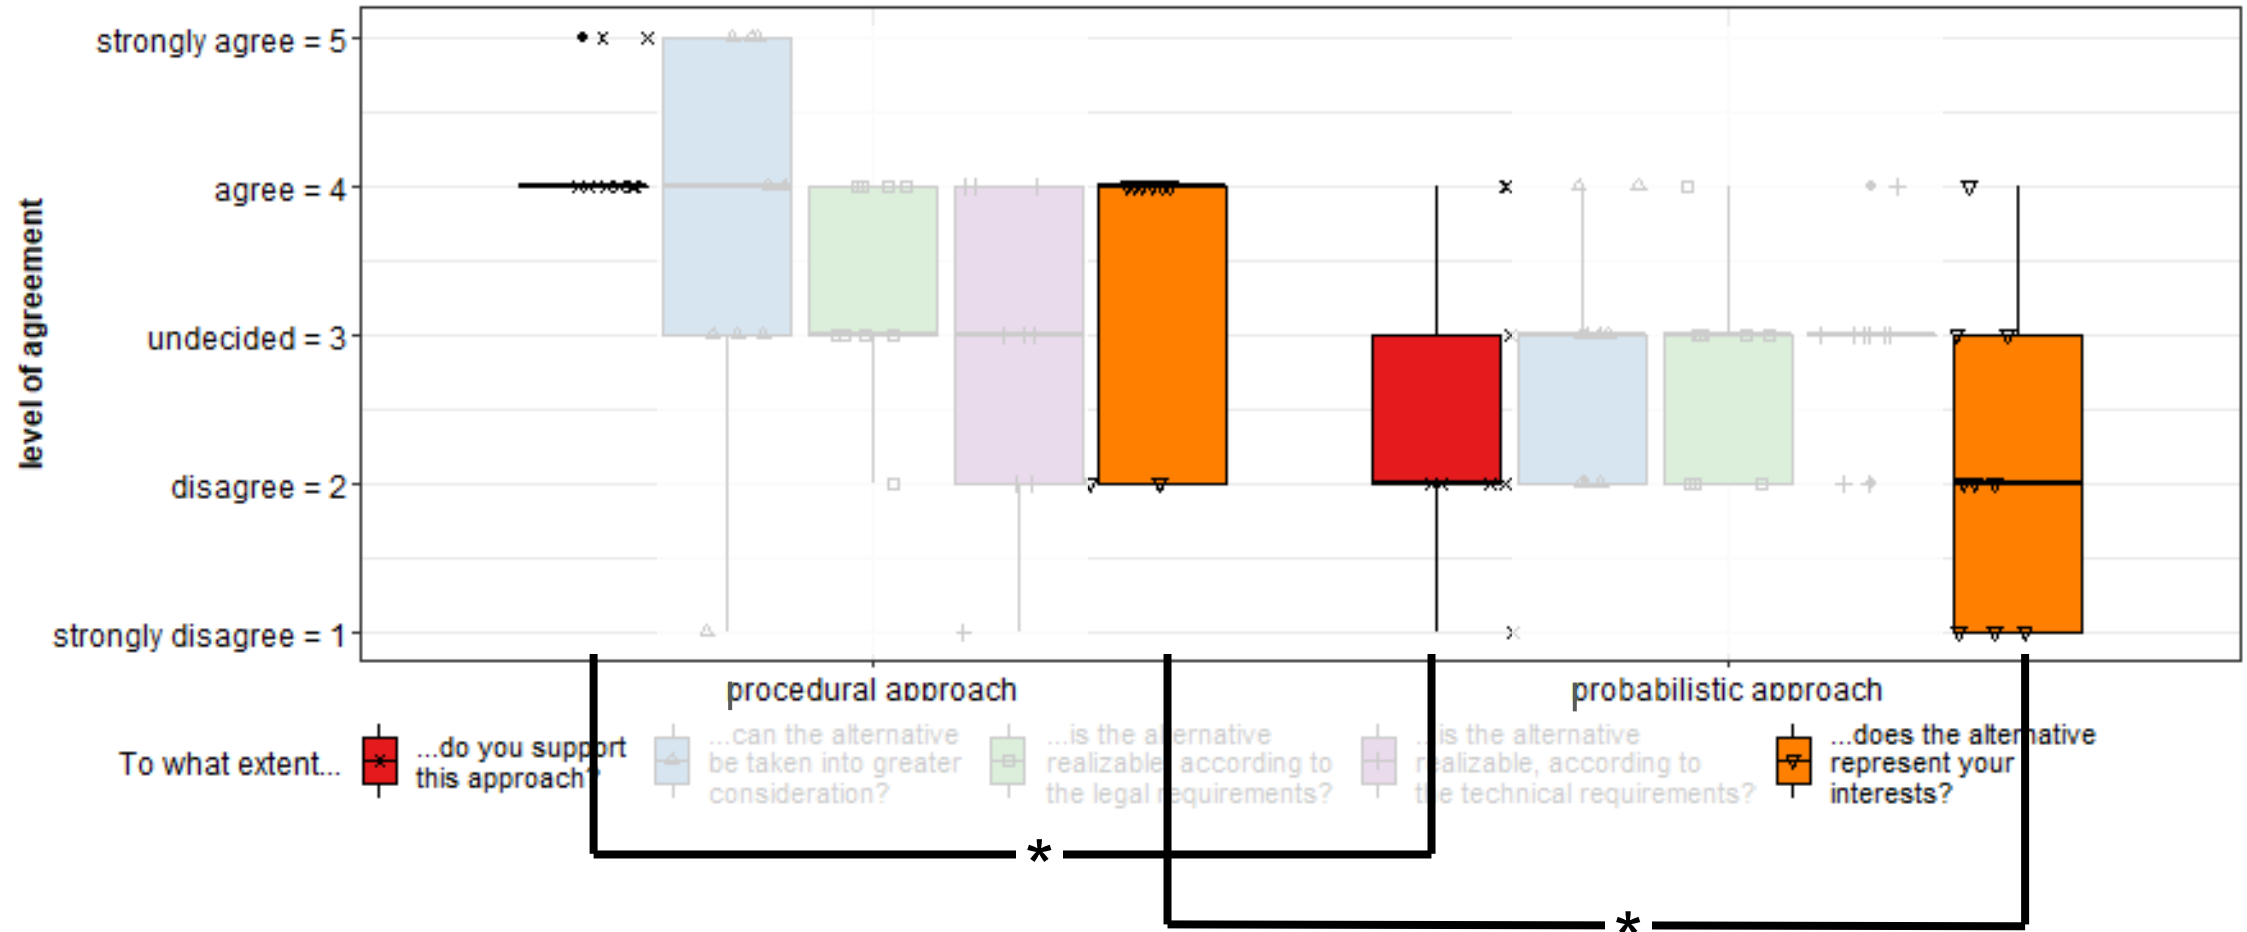 strongly agree = 5
agree = 4
undecided = 3
disagree = 2
strongly disagree = 1
level of agreement
procedural approach
probabilistic approach
To what extent...
...do you support
this approach?
...can the alternative
be taken into greater
consideration?
...is the alternative
realizable, according to
the legal requirements?
...is the alternative
realizable, according to
the technical requirements?
...does the alternative
represent your
interests?
*
*